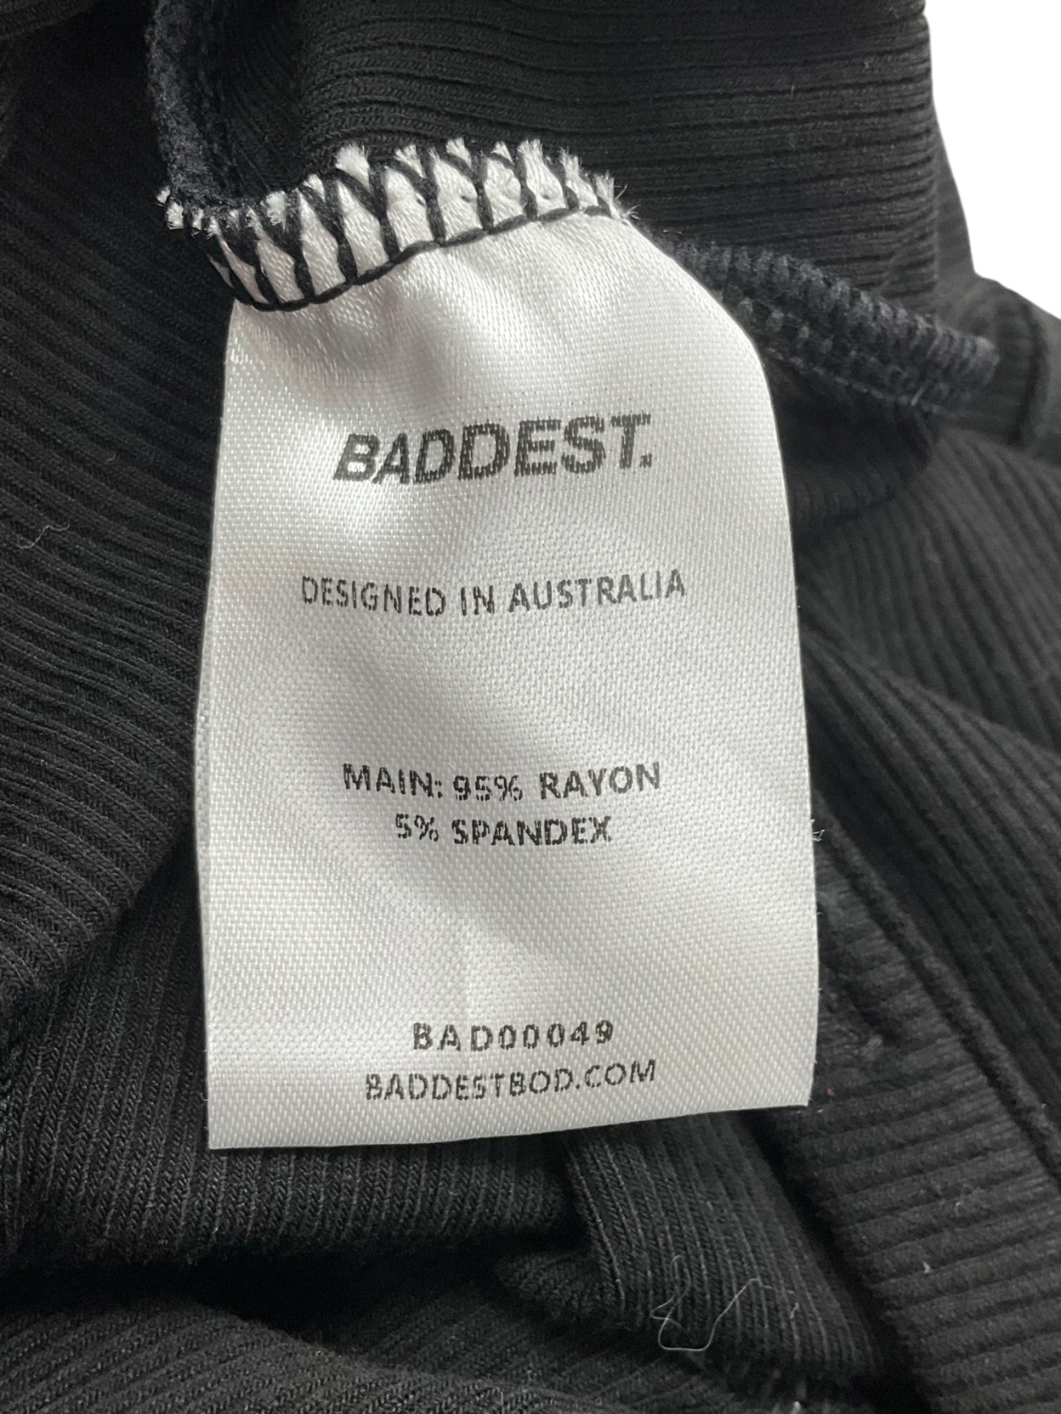 BADDEST.
DESIGNED IN AUSTRALIA
MAIN: 95% RAYON
5% SPANDEX
BAD00049
BADDESTBOD.COM